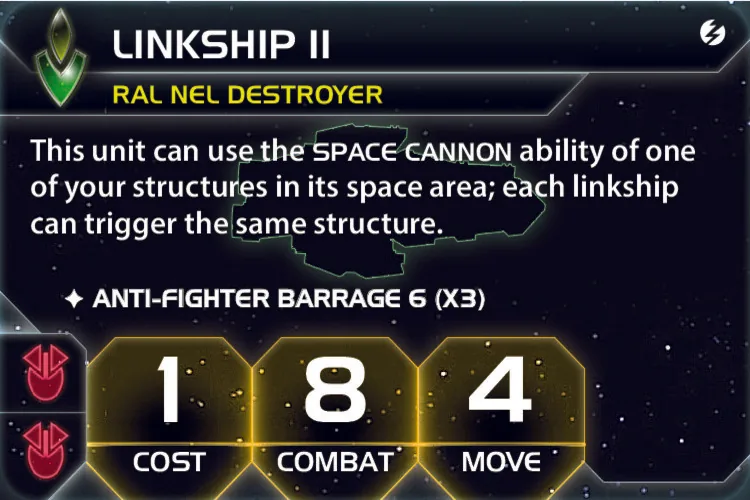 LINKSHIP II
RAL NEL DESTROYER
This unit can use the SPACE CANNON ability of one
of your structures in its space area; each linkship
can trigger the same structure.
✦ ANTI-FIGHTER BARRAGE 6 (X3)
1 8 4
COST COMBAT MOVE